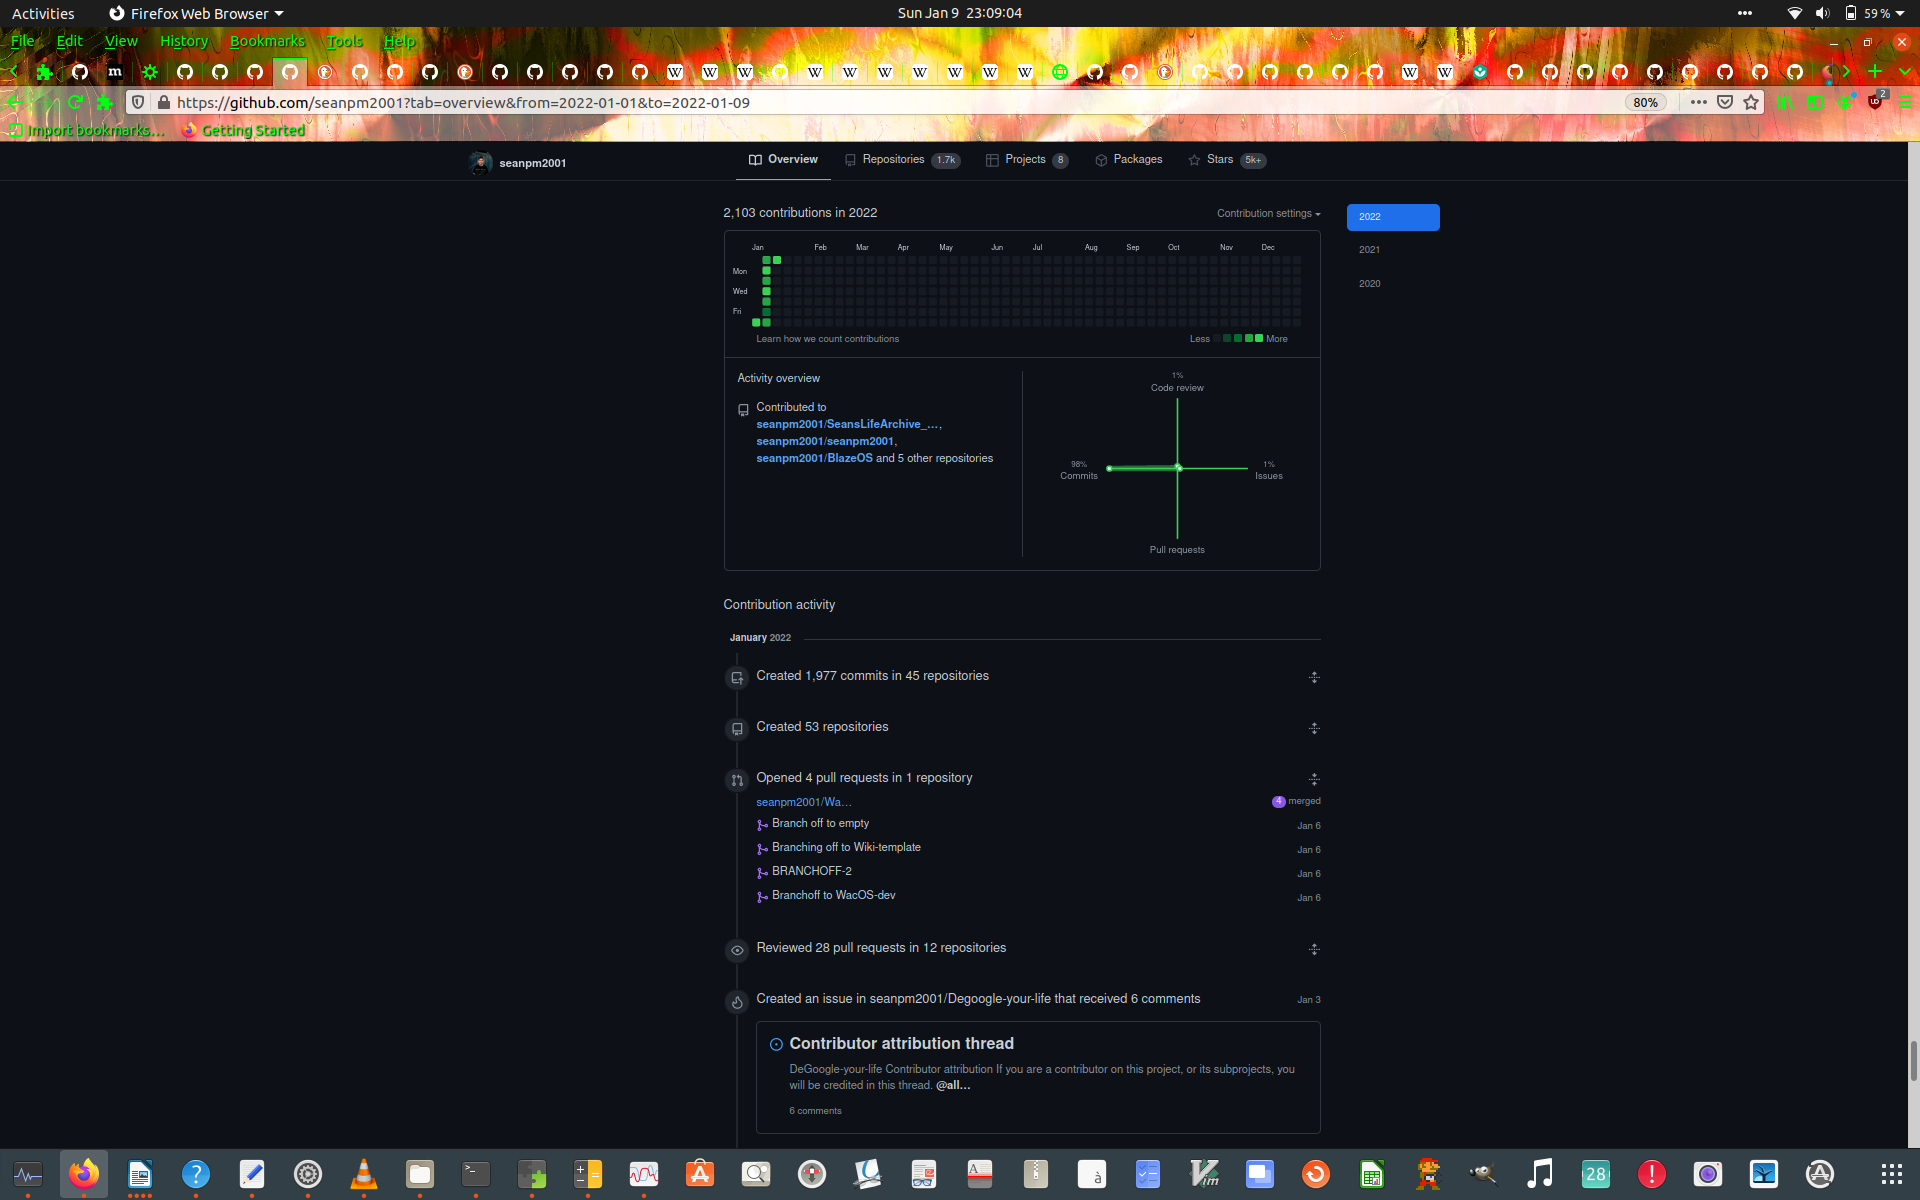 Activities Firefox Web Browser Sun Jan 9 23:09:04 59 %
File Edit View History Bookmarks Tools Help
https://github.com/seanpm2001?tab=overview&from=2022-01-01&to=2022-01-09 80% 2
Import bookmarks... Getting Started
seanpm2001 Overview Repositories 1.7k Projects 8 Packages Stars 5k+
2,103 contributions in 2022 Contribution settings 2022
Jan Feb Mar Apr May Jun Jul Aug Sep Oct Nov Dec
2021
Mon
2020
Wed
Fri
Learn how we count contributions Less More
Activity overview
Contributed to
seanpm2001/SeansLifeArchive_...,
seanpm2001/seanpm2001,
seanpm2001/BlazeOS and 5 other repositories
1%
Code review
98%
Commits
1%
Issues
Pull requests
Contribution activity
January 2022
Created 1,977 commits in 45 repositories
Created 53 repositories
Opened 4 pull requests in 1 repository
seanpm2001/Wa... 4 merged
Branch off to empty Jan 6
Branching off to Wiki-template Jan 6
BRANCHOFF-2 Jan 6
Branchoff to WacOS-dev Jan 6
Reviewed 28 pull requests in 12 repositories
Created an issue in seanpm2001/Degoogle-your-life that received 6 comments Jan 3
Contributor attribution thread
DeGoogle-your-life Contributor attribution If you are a contributor on this project, or its subprojects, you
will be credited in this thread. @all...
6 comments
28